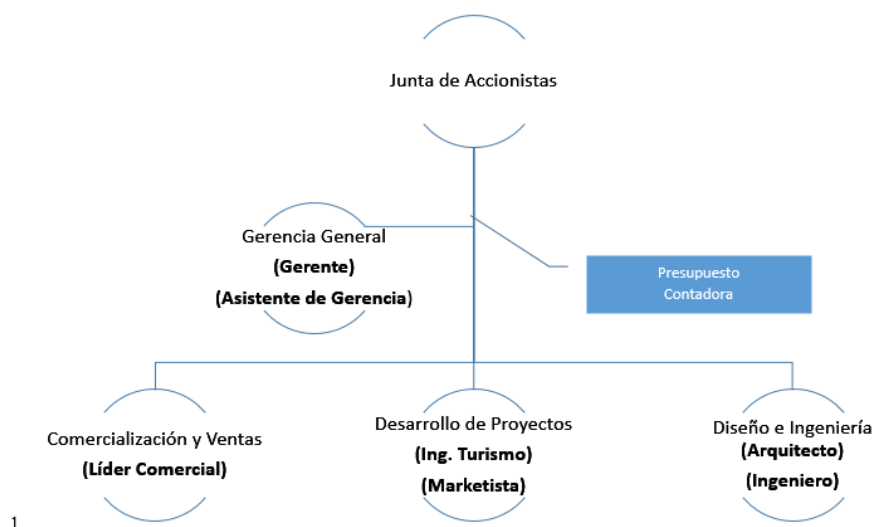 Junta de Accionistas
Gerencia General
(Gerente)
(Asistente de Gerencia)
Presupuesto
Contadora
Comercialización y Ventas
(Líder Comercial)
Desarrollo de Proyectos
(Ing. Turismo)
(Marketista)
Diseño e Ingeniería
(Arquitecto)
(Ingeniero)
1